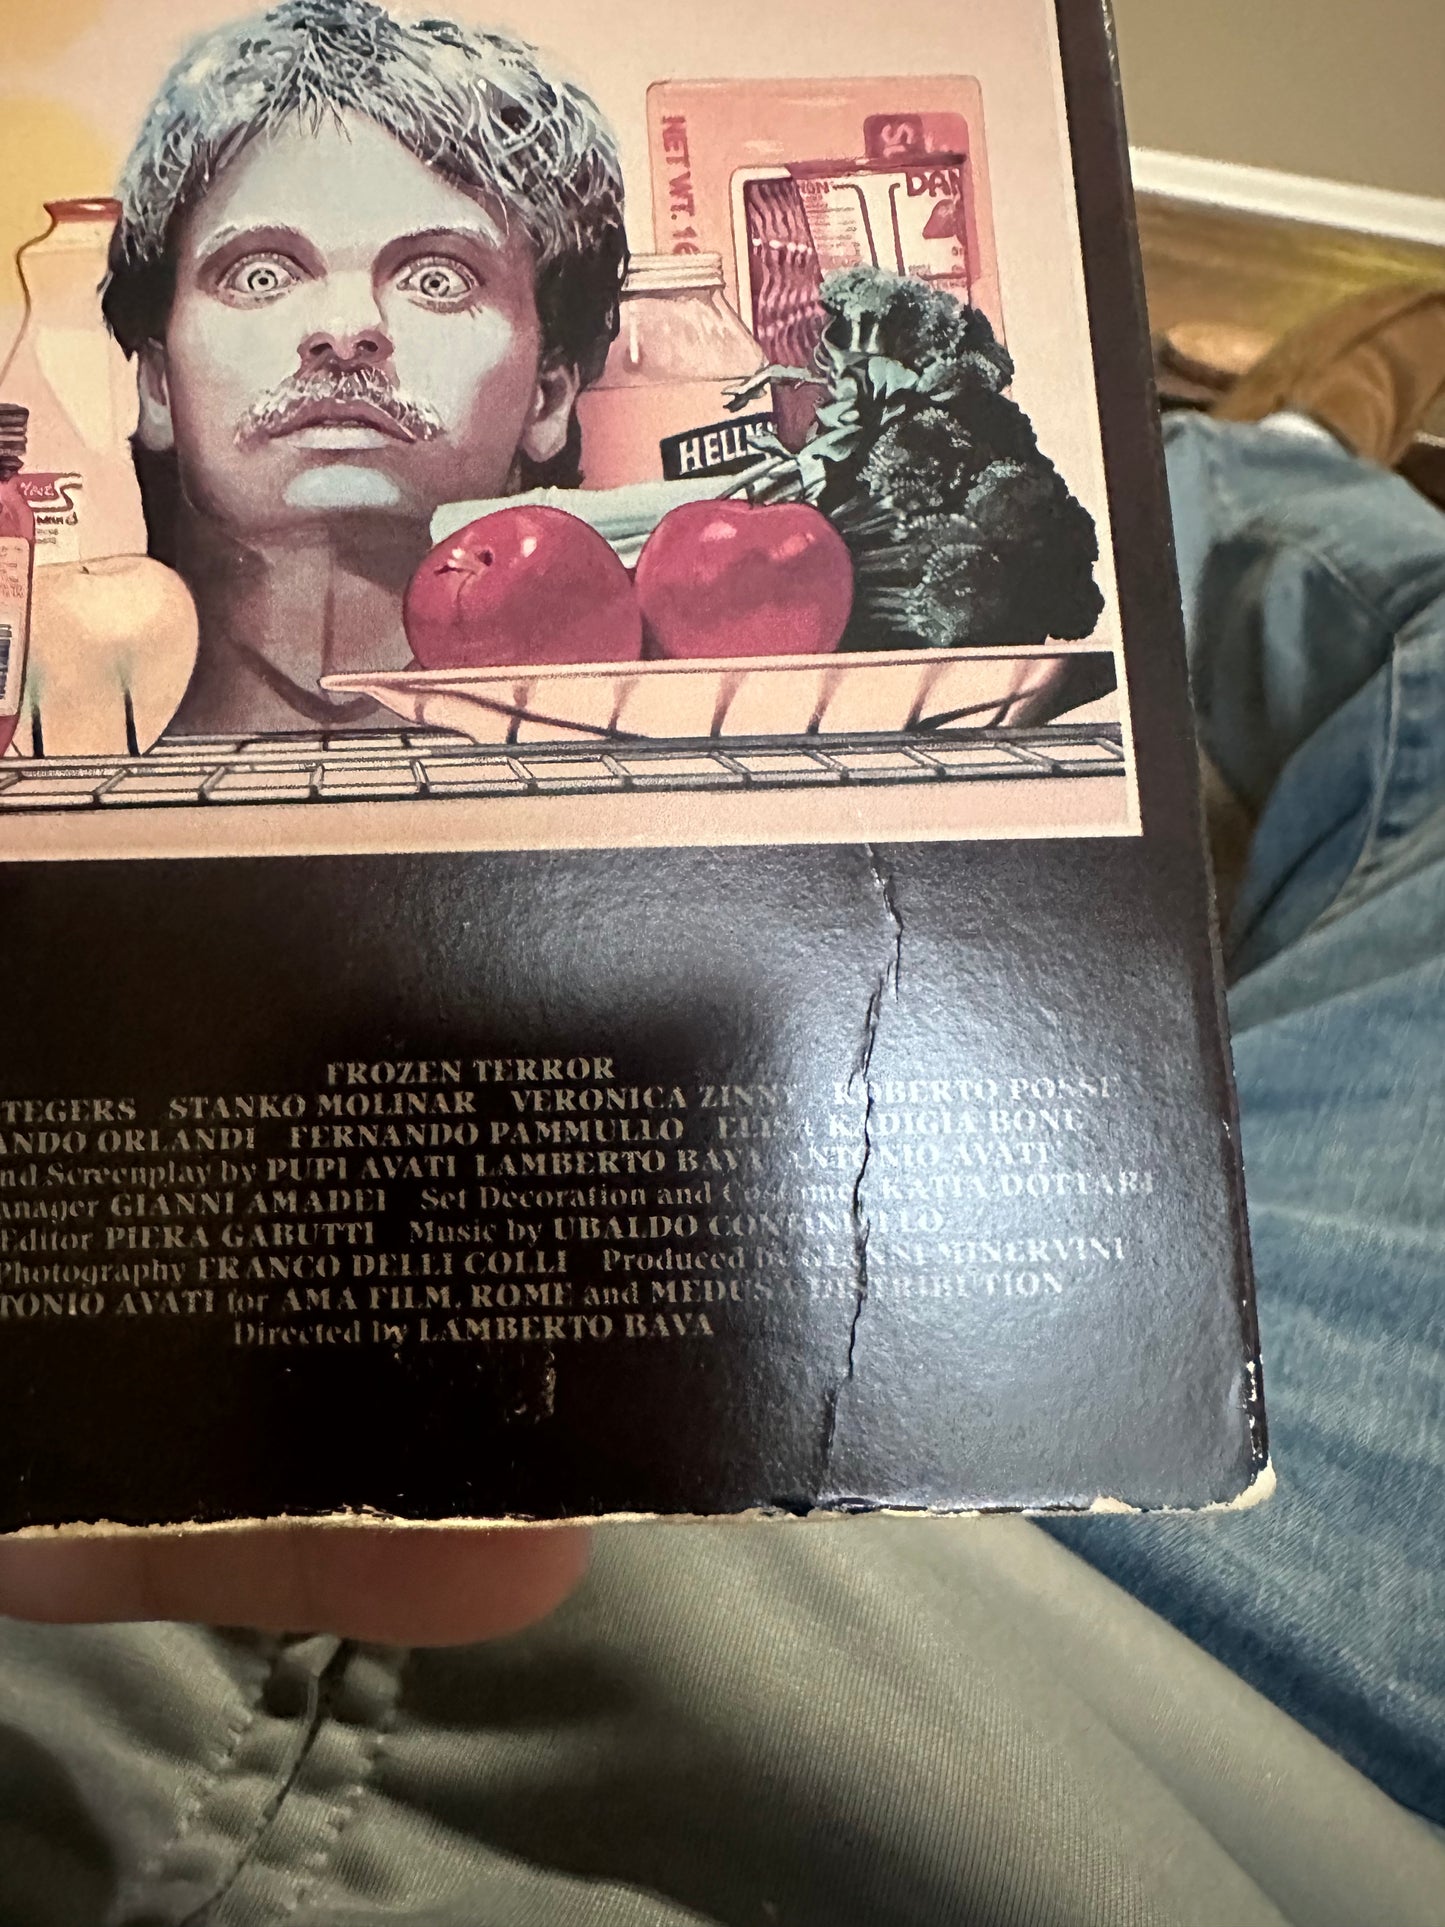 NET WT. 16
DAN
HELLM
FROZEN TERROR
TEGERS STANKO MOLINAR VERONICA ZINNY ROBERTO POSSE
ANDO ORLANDI FERNANDO PAMMULLO ELISA KADIGIA BONE
nd Screenplay by PUPI AVATI LAMBERTO BAVA ANTONIO AVATI
anager GIANNI AMADEI Set Decoration and Costumes KATIA DOTTARI
Editor PIERA GABUTTI Music by UBALDO CONTINIELLO
Photography FRANCO DELLI COLLI Produced by GIANNI MINERVINI
TONIO AVATI for AMA FILM, ROME and MEDUSA DISTRIBUTION
Directed by LAMBERTO BAVA